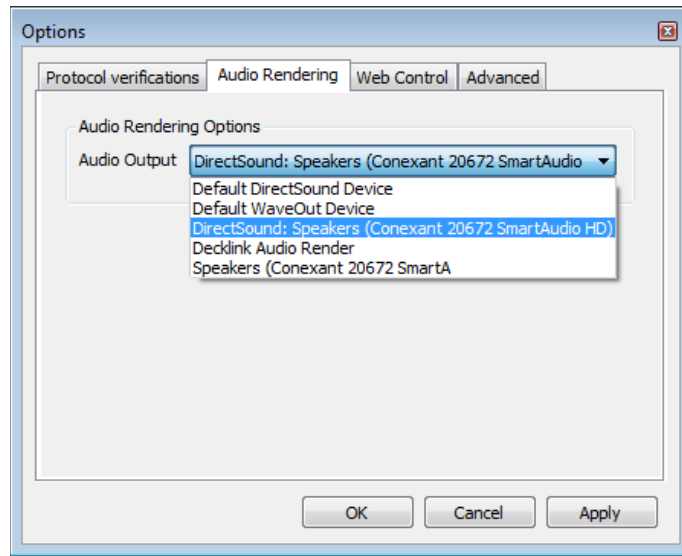 Options
Protocol verifications Audio Rendering Web Control Advanced
Audio Rendering Options
Audio Output DirectSound: Speakers (Conexant 20672 SmartAudio
Default DirectSound Device
Default WaveOut Device
DirectSound: Speakers (Conexant 20672 SmartAudio HD)
Decklink Audio Render
Speakers (Conexant 20672 SmartA
OK Cancel Apply